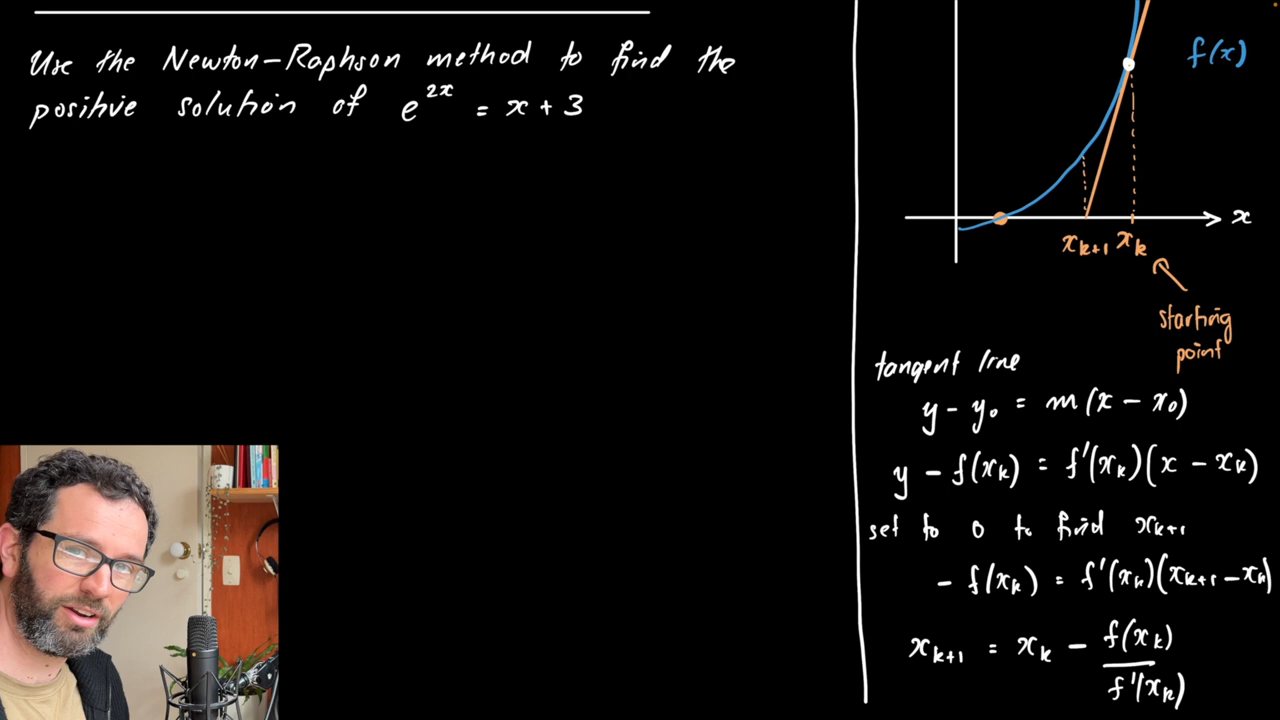 Use the Newton-Raphson method to find the
positive solution of e^{2x} = x + 3
f(x)
x
x_{k+1} x_k
starting
point
tangent line
y - y_0 = m(x - x_0)
y - f(x_k) = f'(x_k)(x - x_k)
set to 0 to find x_{k+1}
- f(x_k) = f'(x_k)(x_{k+1} - x_k)
x_{k+1} = x_k - f(x_k)
f'(x_k)